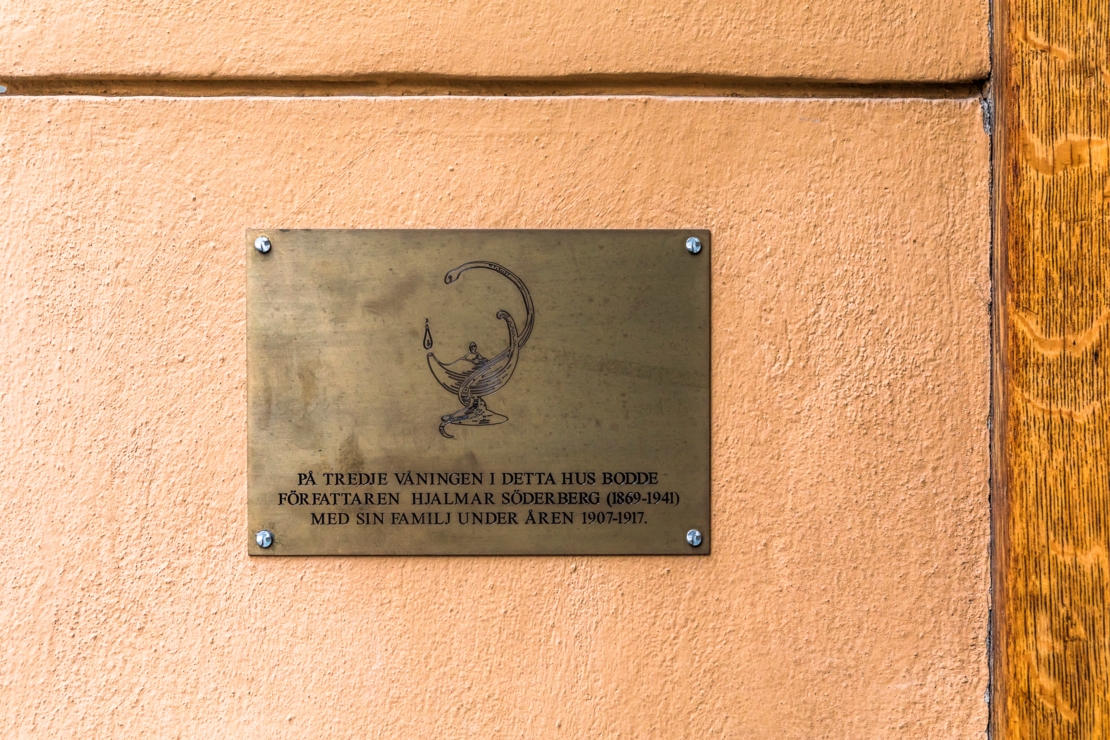 PÅ TREDJE VÅNINGEN I DETTA HUS BODDE
FÖRFATTAREN HJALMAR SÖDERBERG (1869-1941)
MED SIN FAMILJ UNDER ÅREN 1907-1917.